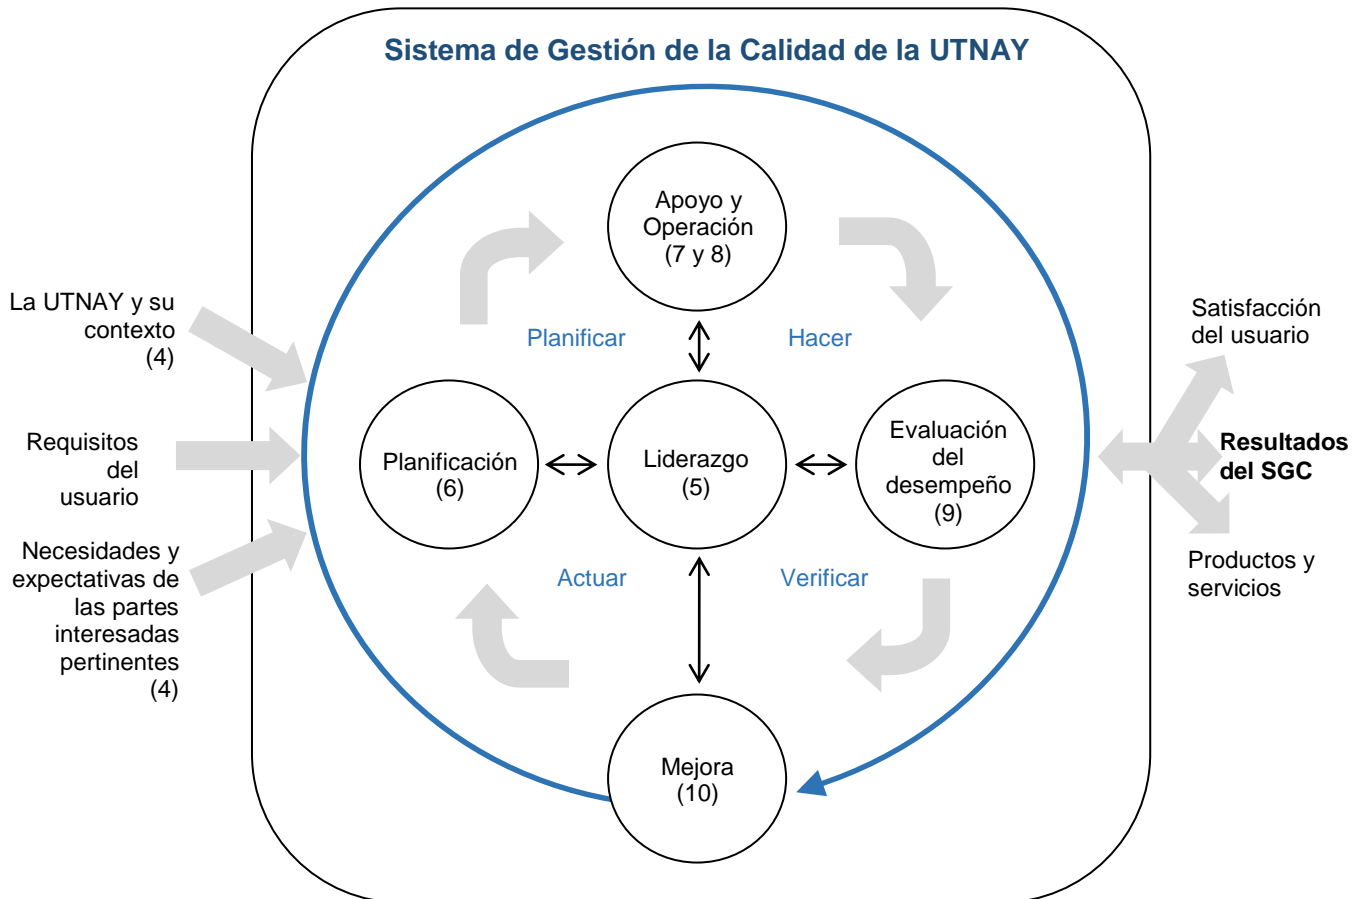 Sistema de Gestión de la Calidad de la UTNAY
Apoyo y
Operación
(7 y 8)
La UTNAY y su
contexto
(4)
Planificar
Hacer
Satisfacción
del usuario
Requisitos
del
usuario
Planificación
(6)
Liderazgo
(5)
Evaluación
del
desempeño
(9)
Resultados
del SGC
Necesidades y
expectativas de
las partes
interesadas
pertinentes
(4)
Actuar
Verificar
Productos y
servicios
Mejora
(10)